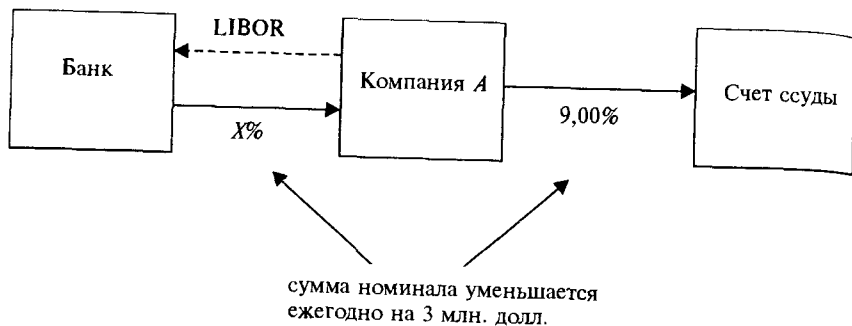 LIBOR
Банк
Компания A
Счет ссуды
X%
9,00%
сумма номинала уменьшается
ежегодно на 3 млн. долл.